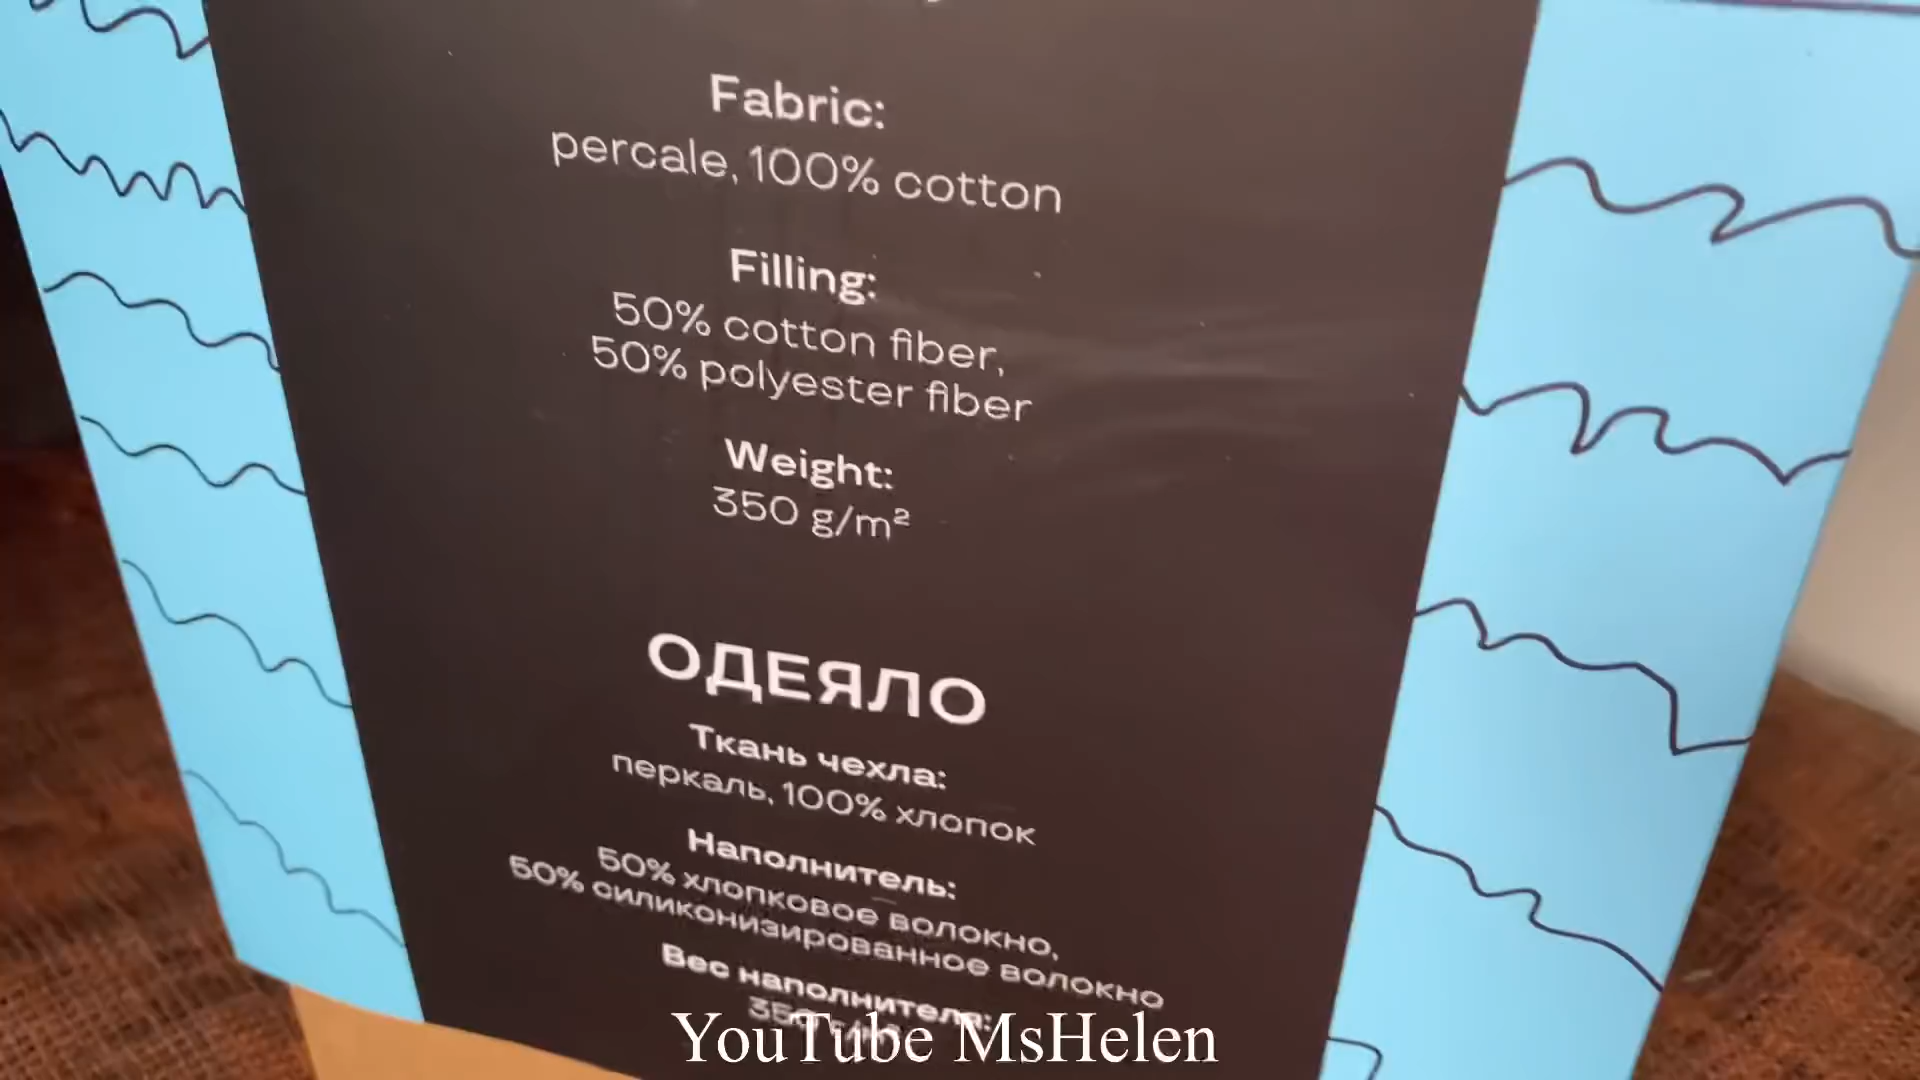 Fabric:
percale, 100% cotton
Filling:
50% cotton fiber,
50% polyester fiber
Weight:
350 g/m²
ОДЕЯЛО
Ткань чехла:
перкаль, 100% хлопок
Наполнитель:
50% хлопковое волокно,
50% силиконизированное волокно
Вес наполнителя:
350
YouTube MsHelen